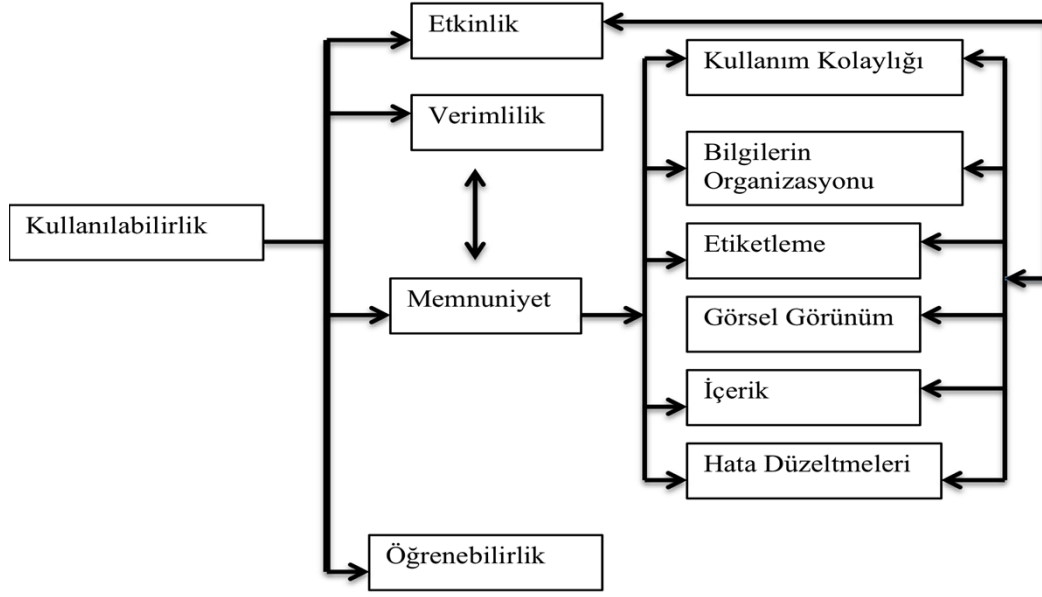 Etkinlik
Kullanım Kolaylığı
Verimlilik
Bilgilerin
Organizasyonu
Kullanılabilirlik
Etiketleme
Memnuniyet
Görsel Görünüm
İçerik
Hata Düzeltmeleri
Öğrenebilirlik